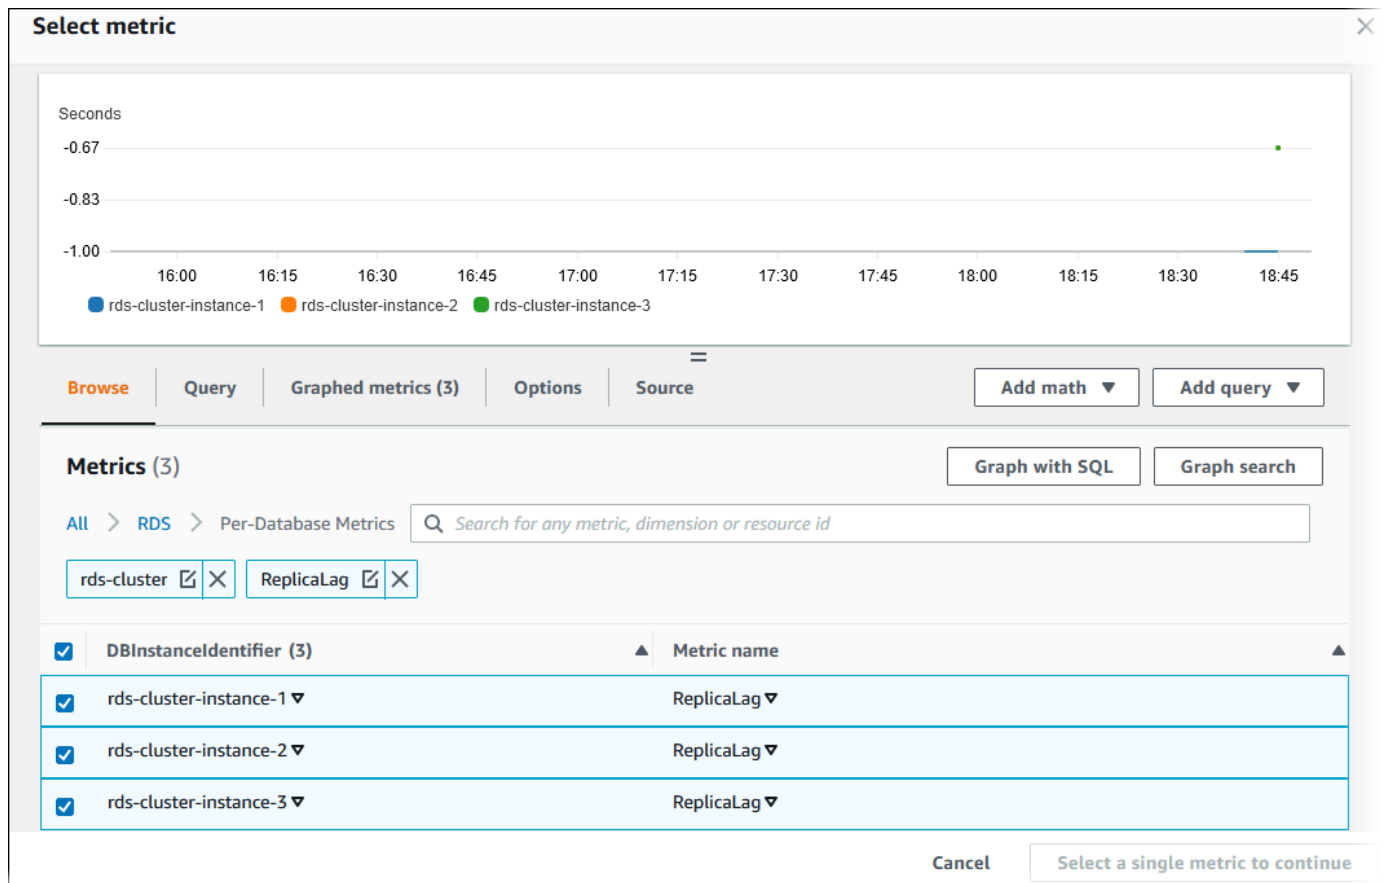 Select metric
Seconds
-0.67
-0.83
-1.00
16:00 16:15 16:30 16:45 17:00 17:15 17:30 17:45 18:00 18:15 18:30 18:45
rds-cluster-instance-1 rds-cluster-instance-2 rds-cluster-instance-3
Browse Query Graphed metrics (3) Options Source Add math Add query
Metrics (3) Graph with SQL Graph search
All RDS Per-Database Metrics Search for any metric, dimension or resource id
rds-cluster ReplicaLag
DBInstanceIdentifier (3) Metric name
rds-cluster-instance-1 ReplicaLag
rds-cluster-instance-2 ReplicaLag
rds-cluster-instance-3 ReplicaLag
Cancel Select a single metric to continue